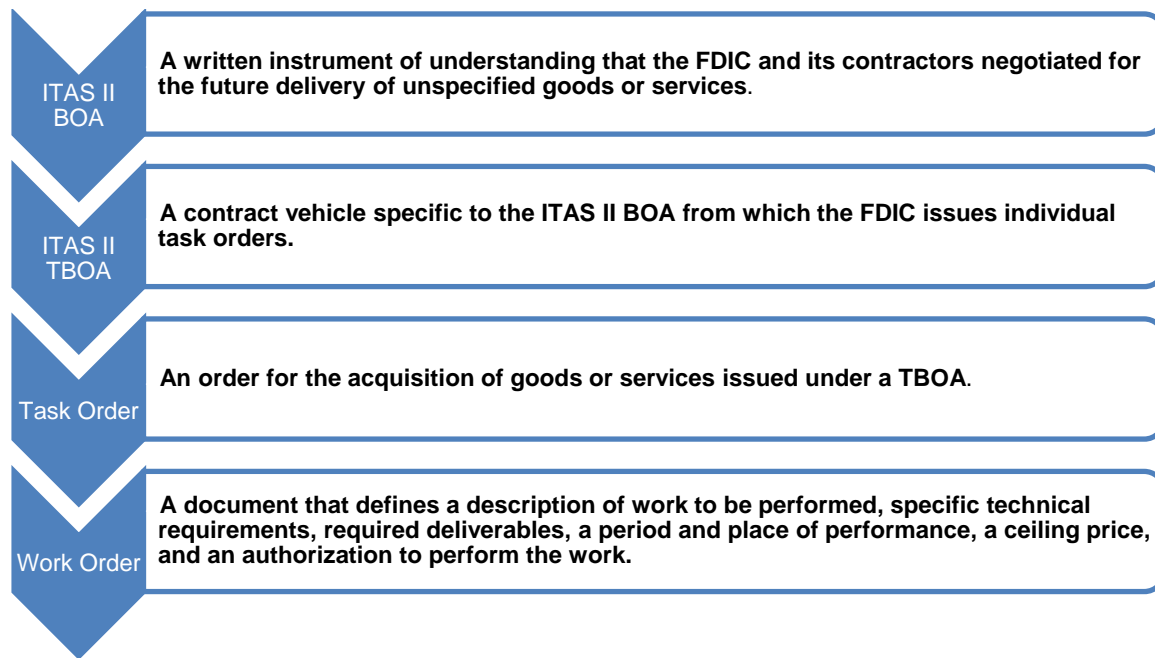 ITAS II
BOA
A written instrument of understanding that the FDIC and its contractors negotiated for
the future delivery of unspecified goods or services.
ITAS II
TBOA
A contract vehicle specific to the ITAS II BOA from which the FDIC issues individual
task orders.
Task Order
An order for the acquisition of goods or services issued under a TBOA.
Work Order
A document that defines a description of work to be performed, specific technical
requirements, required deliverables, a period and place of performance, a ceiling price,
and an authorization to perform the work.